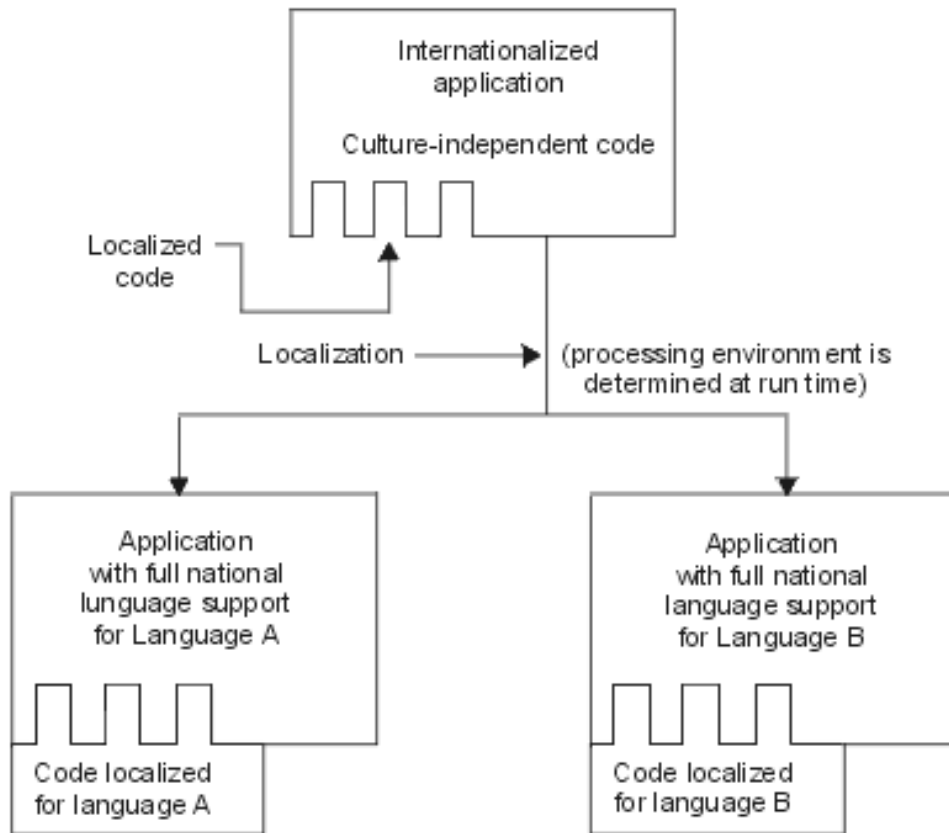 Internationalized
application
Culture-independent code
Localized
code
Localization
(processing environment is
determined at run time)
Application
with full national
lunguage support
for Language A
Application
with full national
language support
for Language B
Code localized
for language A
Code localized
for language B